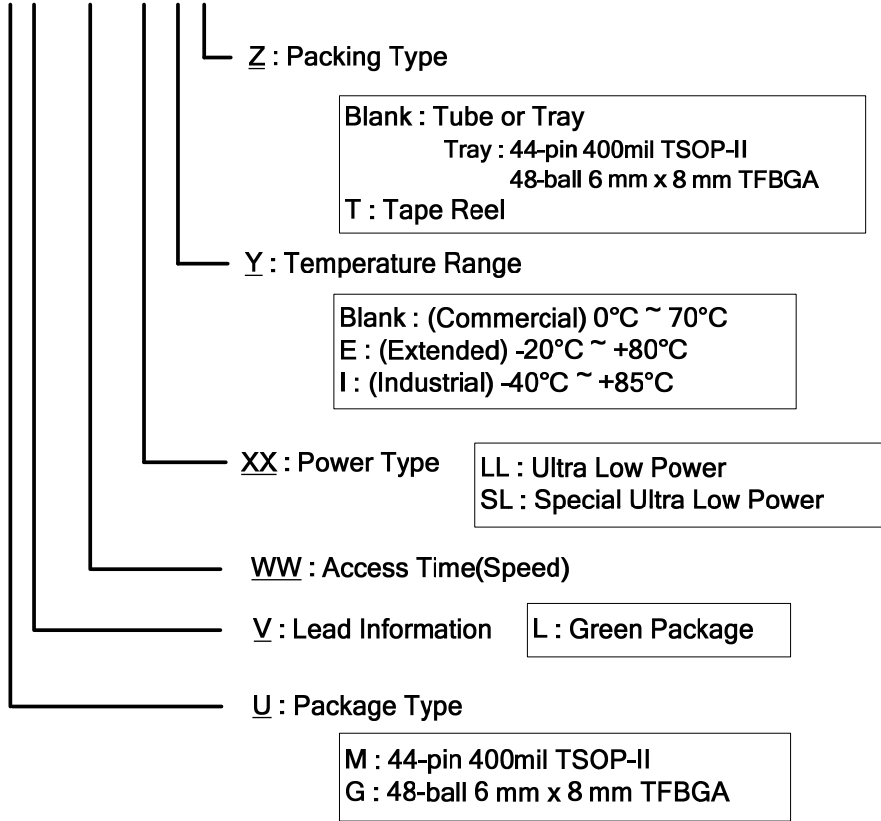 Z : Packing Type
Blank : Tube or Tray
Tray : 44-pin 400mil TSOP-II
48-ball 6 mm x 8 mm TFBGA
T : Tape Reel
Y : Temperature Range
Blank : (Commercial) 0°C ~ 70°C
E : (Extended) -20°C ~ +80°C
I : (Industrial) -40°C ~ +85°C
XX : Power Type
LL : Ultra Low Power
SL : Special Ultra Low Power
WW : Access Time(Speed)
V : Lead Information
L : Green Package
U : Package Type
M : 44-pin 400mil TSOP-II
G : 48-ball 6 mm x 8 mm TFBGA